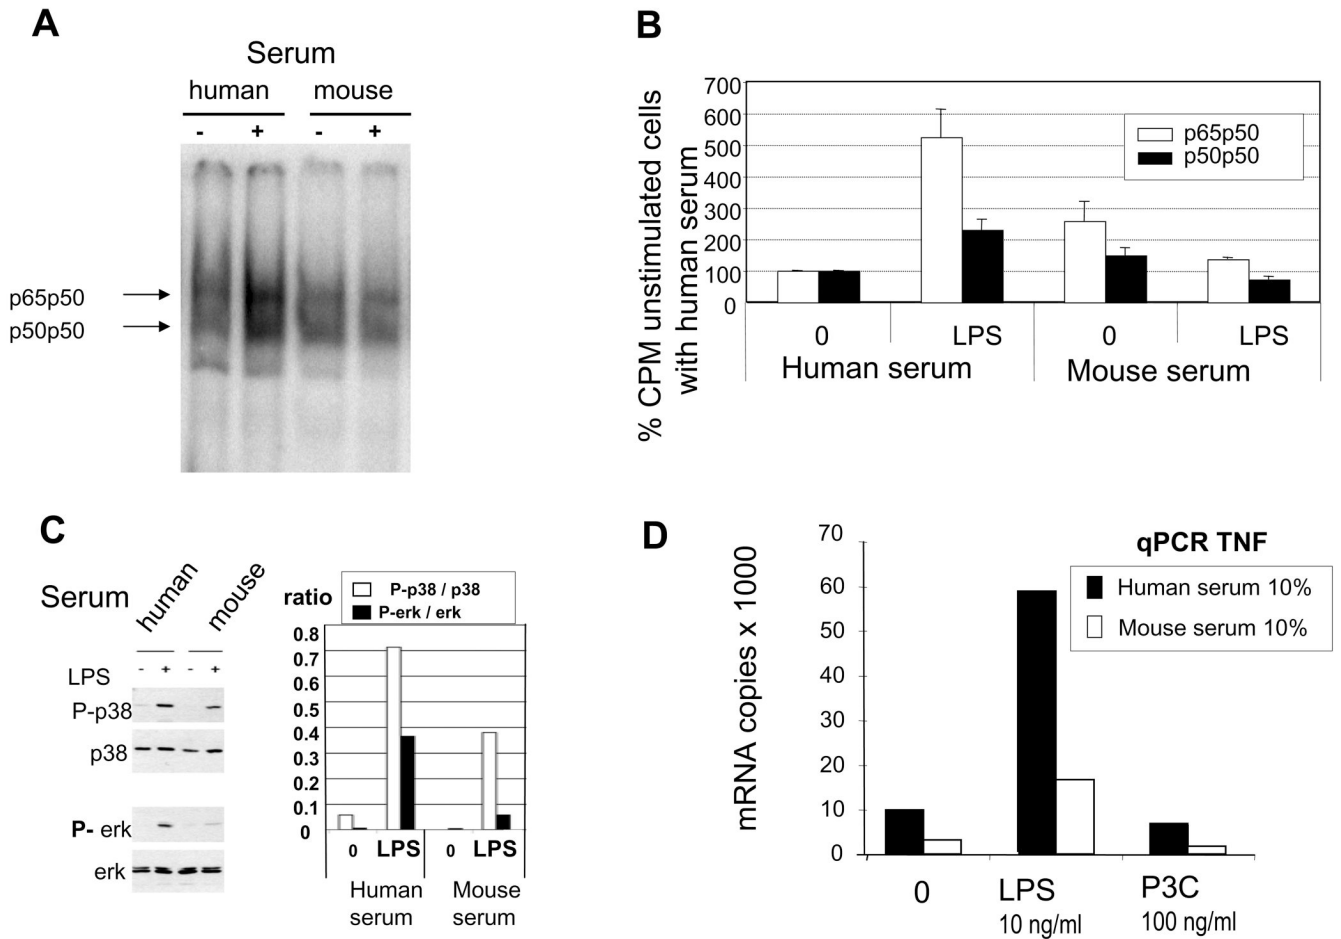 A
Serum
human mouse
- + - +
p65p50
p50p50
B
% CPM unstimulated cells
with human serum
700
600
500
400
300
200
100
0
p65p50
p50p50
0 LPS 0 LPS
Human serum Mouse serum
C
Serum human mouse
LPS - + - +
P-p38
p38
P- erk
erk
ratio
P-p38 / p38
P-erk / erk
0.8
0.7
0.6
0.5
0.4
0.3
0.2
0.1
0
0 LPS 0 LPS
Human Mouse
serum serum
D
qPCR TNF
Human serum 10%
Mouse serum 10%
mRNA copies x 1000
70
60
50
40
30
20
10
0
0 LPS P3C
10 ng/ml 100 ng/ml